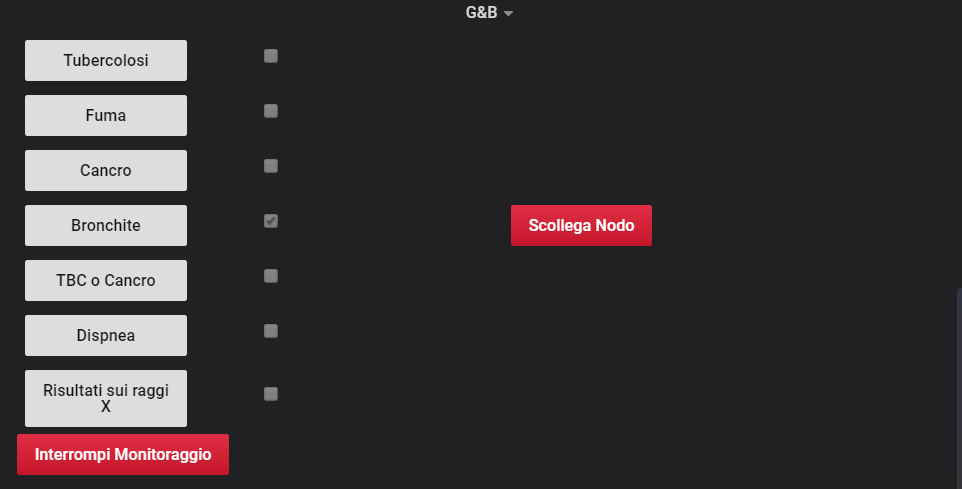 G&B
Tubercolosi
Fuma
Cancro
Bronchite
Scollega Nodo
TBC o Cancro
Dispnea
Risultati sui raggi
X
Interrompi Monitoraggio